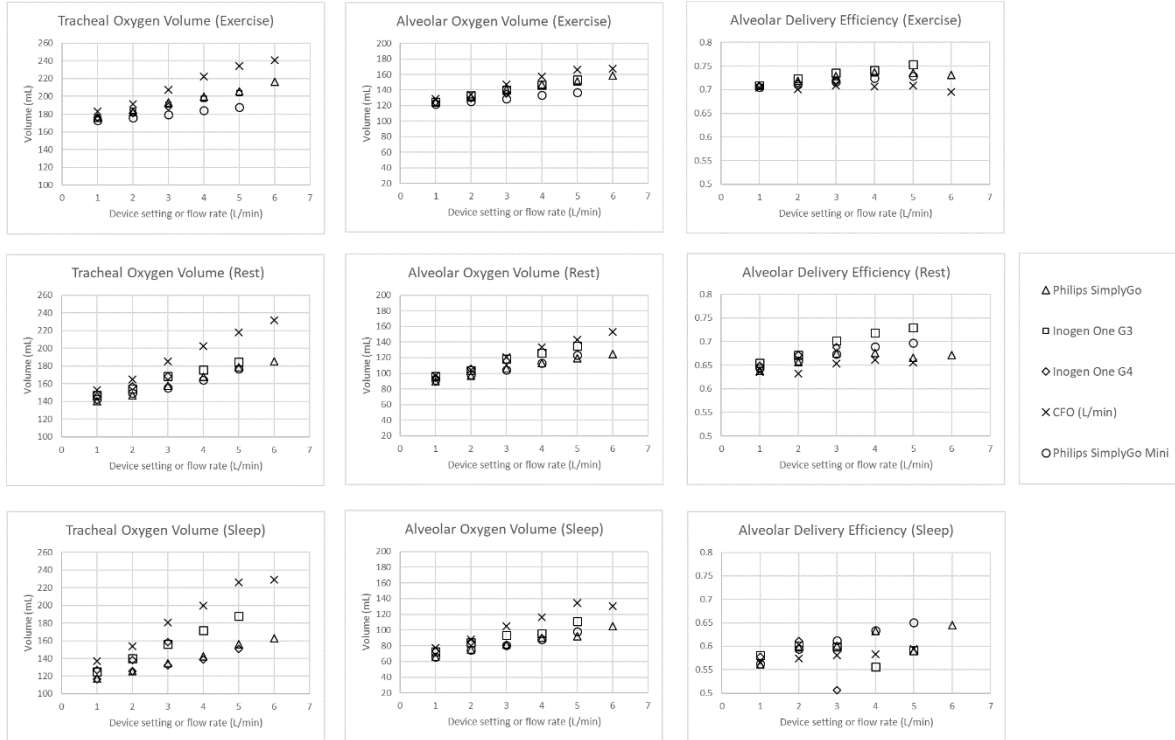 Tracheal Oxygen Volume (Exercise)
260
240
220
200
180
160
140
120
100
0 1 2 3 4 5 6 7
Volume (mL)
Device setting or flow rate (L/min)
Alveolar Oxygen Volume (Exercise)
200
180
160
140
120
100
80
60
40
20
0 1 2 3 4 5 6 7
Volume (mL)
Device setting or flow rate (L/min)
Alveolar Delivery Efficiency (Exercise)
0.8
0.75
0.7
0.65
0.6
0.55
0.5
0 1 2 3 4 5 6 7
Device setting or flow rate (L/min)
Tracheal Oxygen Volume (Rest)
260
240
220
200
180
160
140
120
100
0 1 2 3 4 5 6 7
Volume (mL)
Device setting or flow rate (L/min)
Alveolar Oxygen Volume (Rest)
200
180
160
140
120
100
80
60
40
20
0 1 2 3 4 5 6 7
Volume (mL)
Device setting or flow rate (L/min)
Alveolar Delivery Efficiency (Rest)
0.8
0.75
0.7
0.65
0.6
0.55
0.5
0 1 2 3 4 5 6 7
Device setting or flow rate (L/min)
Philips SimplyGo
Inogen One G3
Inogen One G4
CFO (L/min)
Philips SimplyGo Mini
Tracheal Oxygen Volume (Sleep)
260
240
220
200
180
160
140
120
100
0 1 2 3 4 5 6 7
Volume (mL)
Device setting or flow rate (L/min)
Alveolar Oxygen Volume (Sleep)
200
180
160
140
120
100
80
60
40
20
0 1 2 3 4 5 6 7
Volume (mL)
Device setting or flow rate (L/min)
Alveolar Delivery Efficiency (Sleep)
0.8
0.75
0.7
0.65
0.6
0.55
0.5
0 1 2 3 4 5 6 7
Device setting or flow rate (L/min)